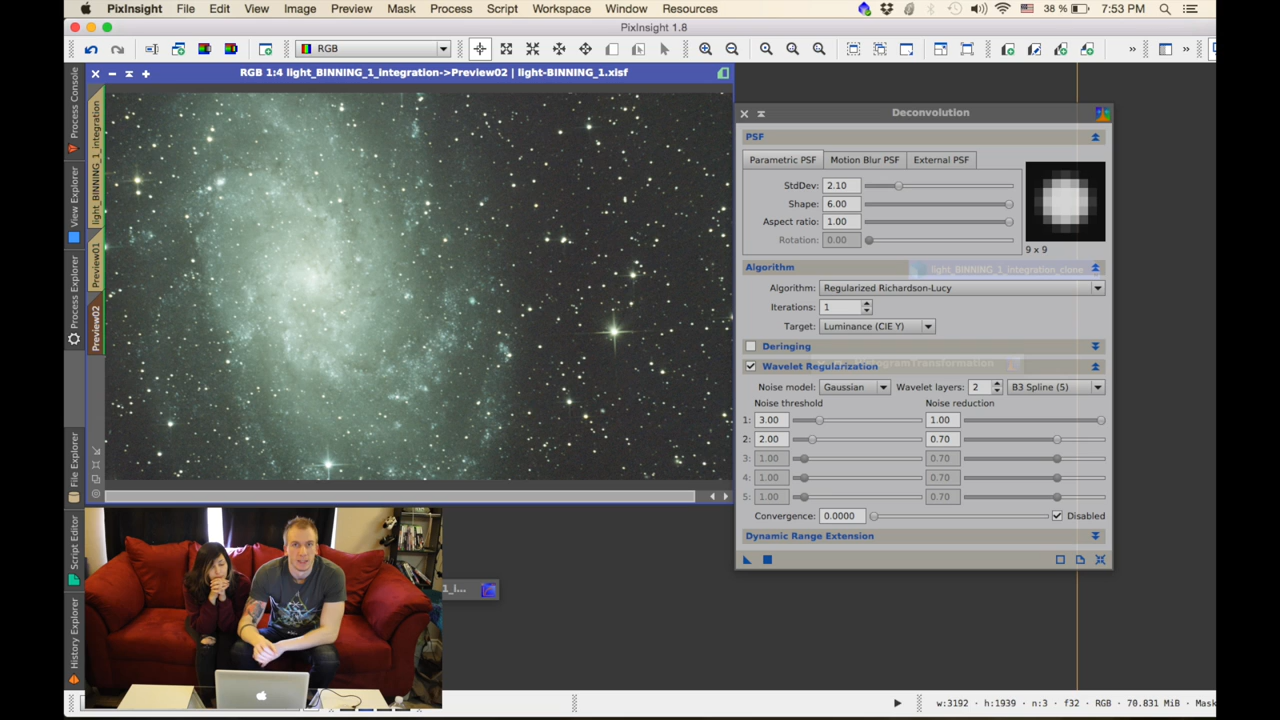 PixInsight File Edit View Image Preview Mask Process Script Workspace Window Resources 38 % 7:53 PM
PixInsight 1.8
RGB
RGB 1:4 light_BINNING_1_integration->Preview02 | light-BINNING_1.xisf
Process Console
View Explorer
Process Explorer
File Explorer
Script Editor
History Explorer
light_BINNING_1_integration
Preview01
Preview02
Deconvolution
PSF
Parametric PSF Motion Blur PSF External PSF
StdDev: 2.10
Shape: 6.00
Aspect ratio: 1.00
Rotation: 0.00
9 x 9
Algorithm
light_BINNING_1_integration_clone
Algorithm: Regularized Richardson-Lucy
Iterations: 1
Target: Luminance (CIE Y)
Deringing
Wavelet Regularization
HistogramTransformation
Noise model: Gaussian Wavelet layers: 2 B3 Spline (5)
Noise threshold Noise reduction
1: 3.00 1.00
2: 2.00 0.70
3: 1.00 0.70
4: 1.00 0.70
5: 1.00 0.70
Convergence: 0.0000 Disabled
Dynamic Range Extension
1_i...
w:3192 · h:1939 · n:3 · f32 · RGB · 70.831 MiB · Mask